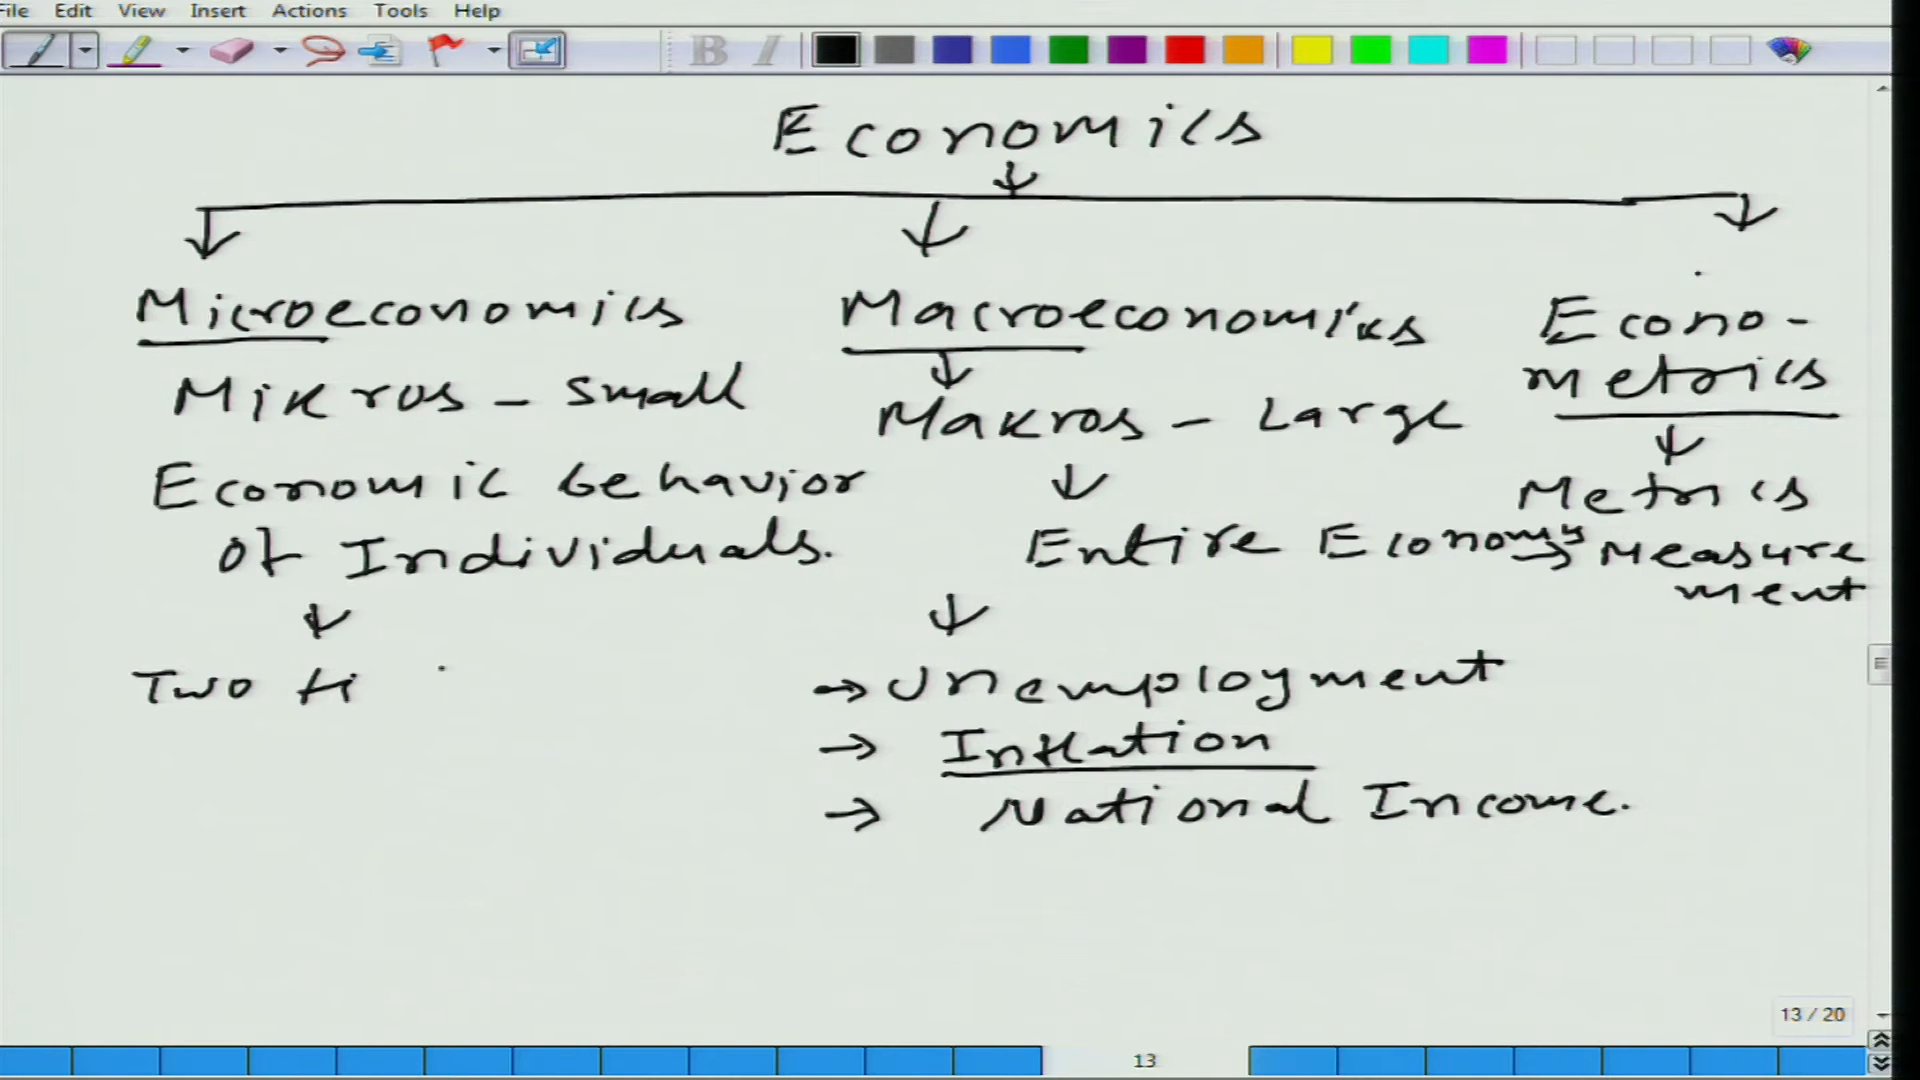 File Edit View Insert Actions Tools Help
B I
Economics
Microeconomics
Mikros - Small
Economic behavior
of Individuals.
Two
Macroeconomics
Makros - Large
Entire Economy
→ Unemployment
→ Inflation
→ National Income.
Econo-
metrics
Metrics
→ Measure
ment
13 / 20
13